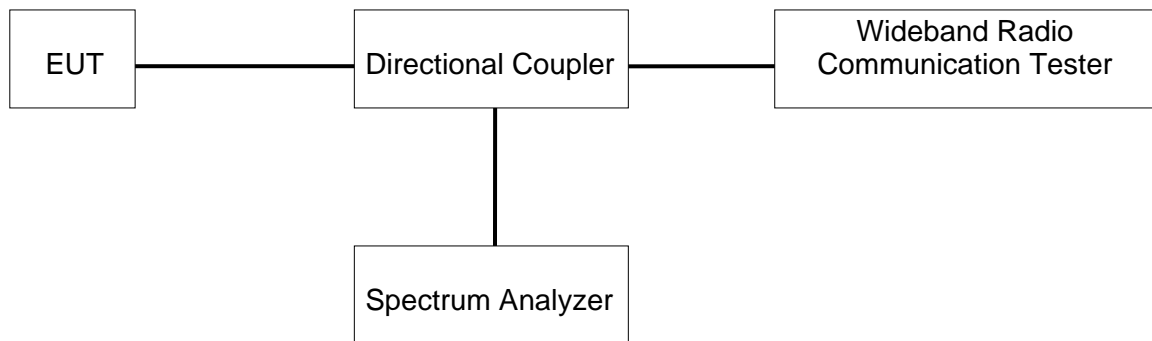 EUT
Directional Coupler
Wideband Radio
Communication Tester
Spectrum Analyzer